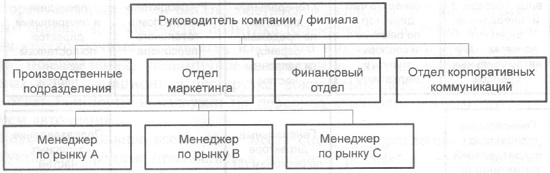 Руководитель компании / филиала
Производственные
подразделения
Отдел
маркетинга
Финансовый
отдел
Отдел корпоративных
коммуникаций
Менеджер
по рынку А
Менеджер
по рынку В
Менеджер
по рынку С